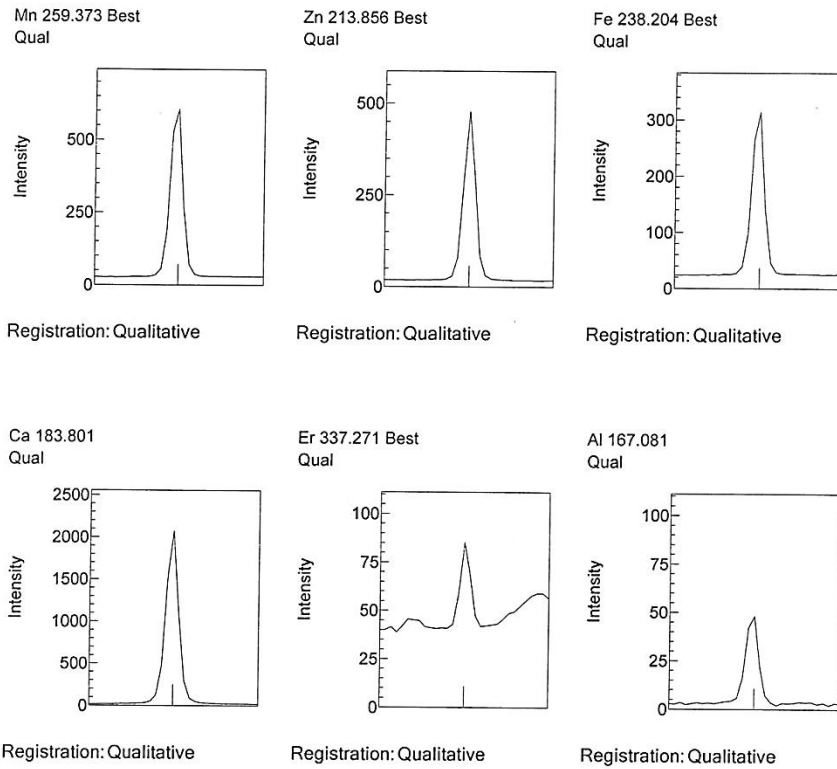 Mn 259.373 Best
Qual
Intensity
500
250
0
Registration: Qualitative
Zn 213.856 Best
Qual
Intensity
500
250
0
Registration: Qualitative
Fe 238.204 Best
Qual
Intensity
300
200
100
0
Registration: Qualitative
Ca 183.801
Qual
Intensity
2500
2000
1500
1000
500
0
Registration: Qualitative
Er 337.271 Best
Qual
Intensity
100
75
50
25
0
Registration: Qualitative
Al 167.081
Qual
Intensity
100
75
50
25
0
Registration: Qualitative